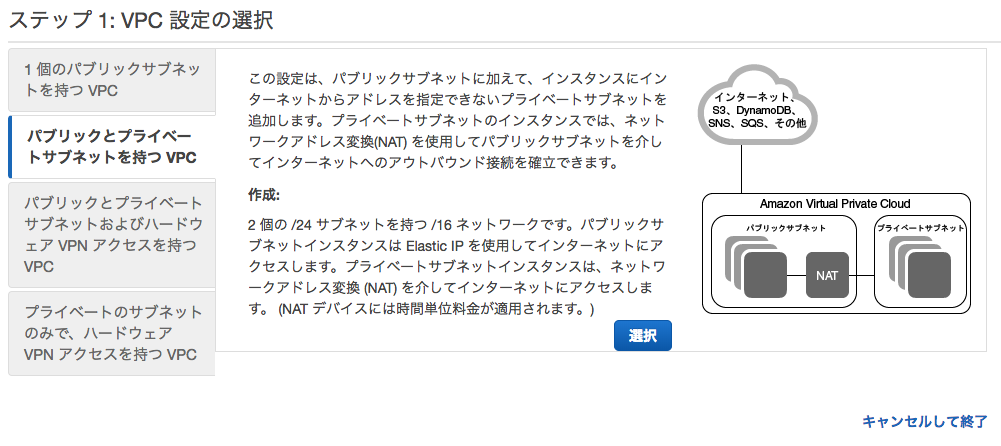 ステップ 1: VPC 設定の選択
1 個のパブリックサブネッ
トを持つ VPC
パブリックとプライベー
トサブネットを持つ VPC
パブリックとプライベート
サブネットおよびハードウ
ェア VPN アクセスを持つ
VPC
プライベートのサブネット
のみで、ハードウェア
VPN アクセスを持つ VPC
この設定は、パブリックサブネットに加えて、インスタンスにイン
ターネットからアドレスを指定できないプライベートサブネットを
追加します。プライベートサブネットのインスタンスでは、ネット
ワークアドレス変換(NAT) を使用してパブリックサブネットを介し
てインターネットへのアウトバウンド接続を確立できます。
作成:
2 個の /24 サブネットを持つ /16 ネットワークです。パブリックサ
ブネットインスタンスは Elastic IP を使用してインターネットにア
クセスします。プライベートサブネットインスタンスは、ネットワ
ークアドレス変換 (NAT) を介してインターネットにアクセスしま
す。 (NAT デバイスには時間単位料金が適用されます。)
選択
インターネット、
S3、DynamoDB、
SNS、SQS、その他
Amazon Virtual Private Cloud
パブリックサブネット
プライベートサブネット
NAT
キャンセルして終了